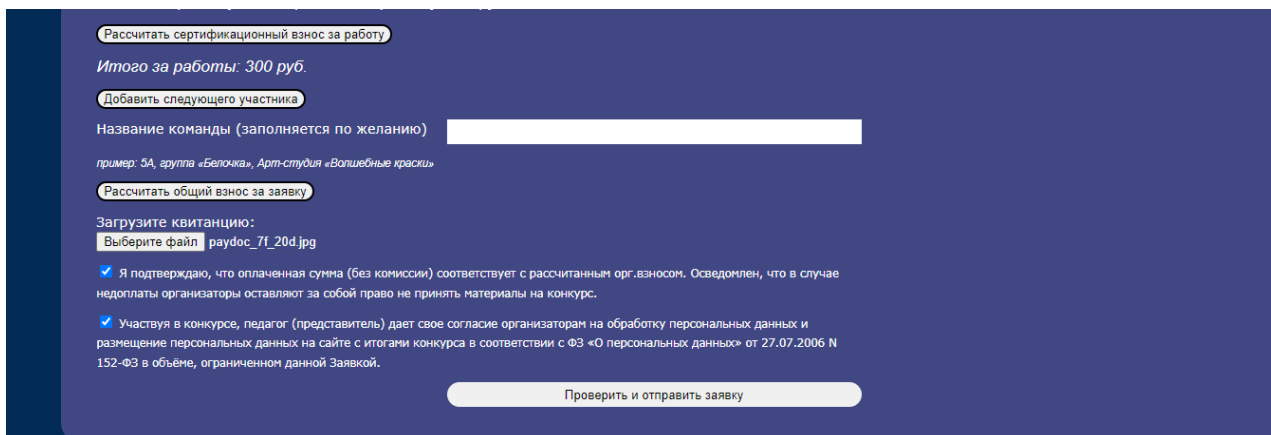 Рассчитать сертификационный взнос за работу
Итого за работы: 300 руб.
Добавить следующего участника
Название команды (заполняется по желанию)
пример: 5А, группа «Белочка», Арт-студия «Волшебные краски»
Рассчитать общий взнос за заявку
Загрузите квитанцию:
Выберите файл paydoc_7f_20d.jpg
Я подтверждаю, что оплаченная сумма (без комиссии) соответствует с рассчитанным орг.взносом. Осведомлен, что в случае
недоплаты организаторы оставляют за собой право не принять материалы на конкурс.
Участвуя в конкурсе, педагог (представитель) дает свое согласие организаторам на обработку персональных данных и
размещение персональных данных на сайте с итогами конкурса в соответствии с ФЗ «О персональных данных» от 27.07.2006 N
152-ФЗ в объёме, ограниченном данной Заявкой.
Проверить и отправить заявку